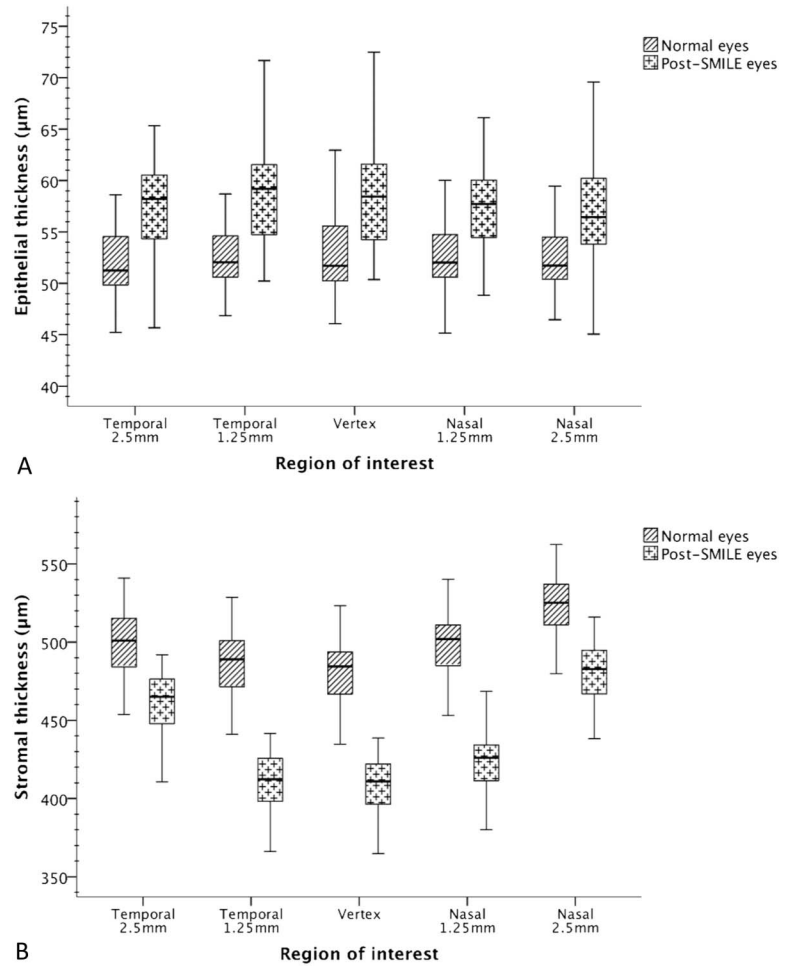 75
70
65
60
55
50
45
40
Epithelial thickness (μm)
Normal eyes
Post-SMILE eyes
Temporal 2.5mm
Temporal 1.25mm
Vertex
Nasal 1.25mm
Nasal 2.5mm
Region of interest
A
550
500
450
400
350
Stromal thickness (μm)
Normal eyes
Post-SMILE eyes
Temporal 2.5mm
Temporal 1.25mm
Vertex
Nasal 1.25mm
Nasal 2.5mm
Region of interest
B